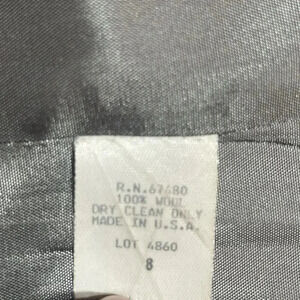 R.N.67480
100% WOOL
DRY CLEAN ONLY
MADE IN U.S.A.
LOT 4860
8